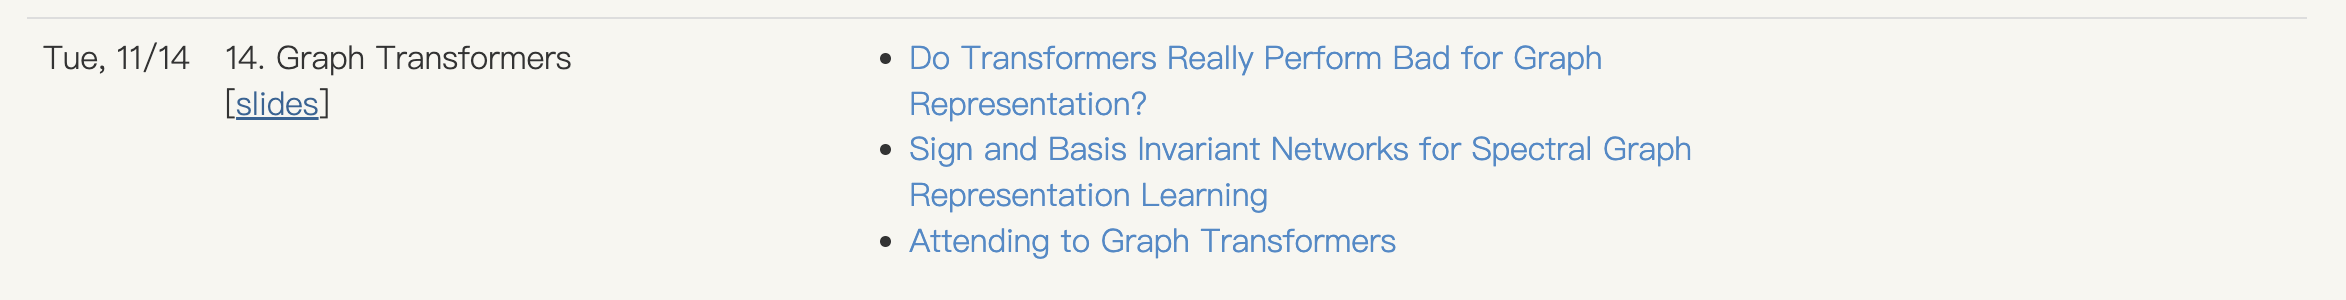 Tue, 11/14
14. Graph Transformers
[slides]
• Do Transformers Really Perform Bad for Graph
Representation?
• Sign and Basis Invariant Networks for Spectral Graph
Representation Learning
• Attending to Graph Transformers